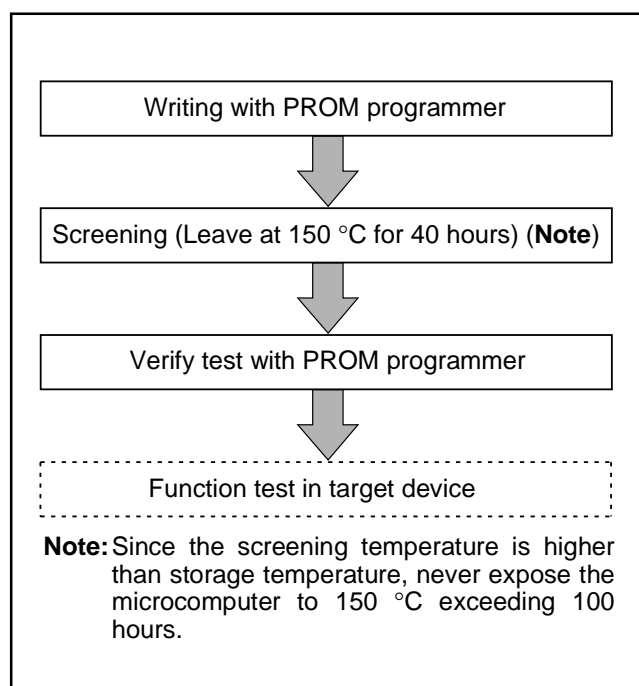 Writing with PROM programmer
Screening (Leave at 150 °C for 40 hours) (Note)
Verify test with PROM programmer
Function test in target device
Note: Since the screening temperature is higher
than storage temperature, never expose the
microcomputer to 150 °C exceeding 100
hours.